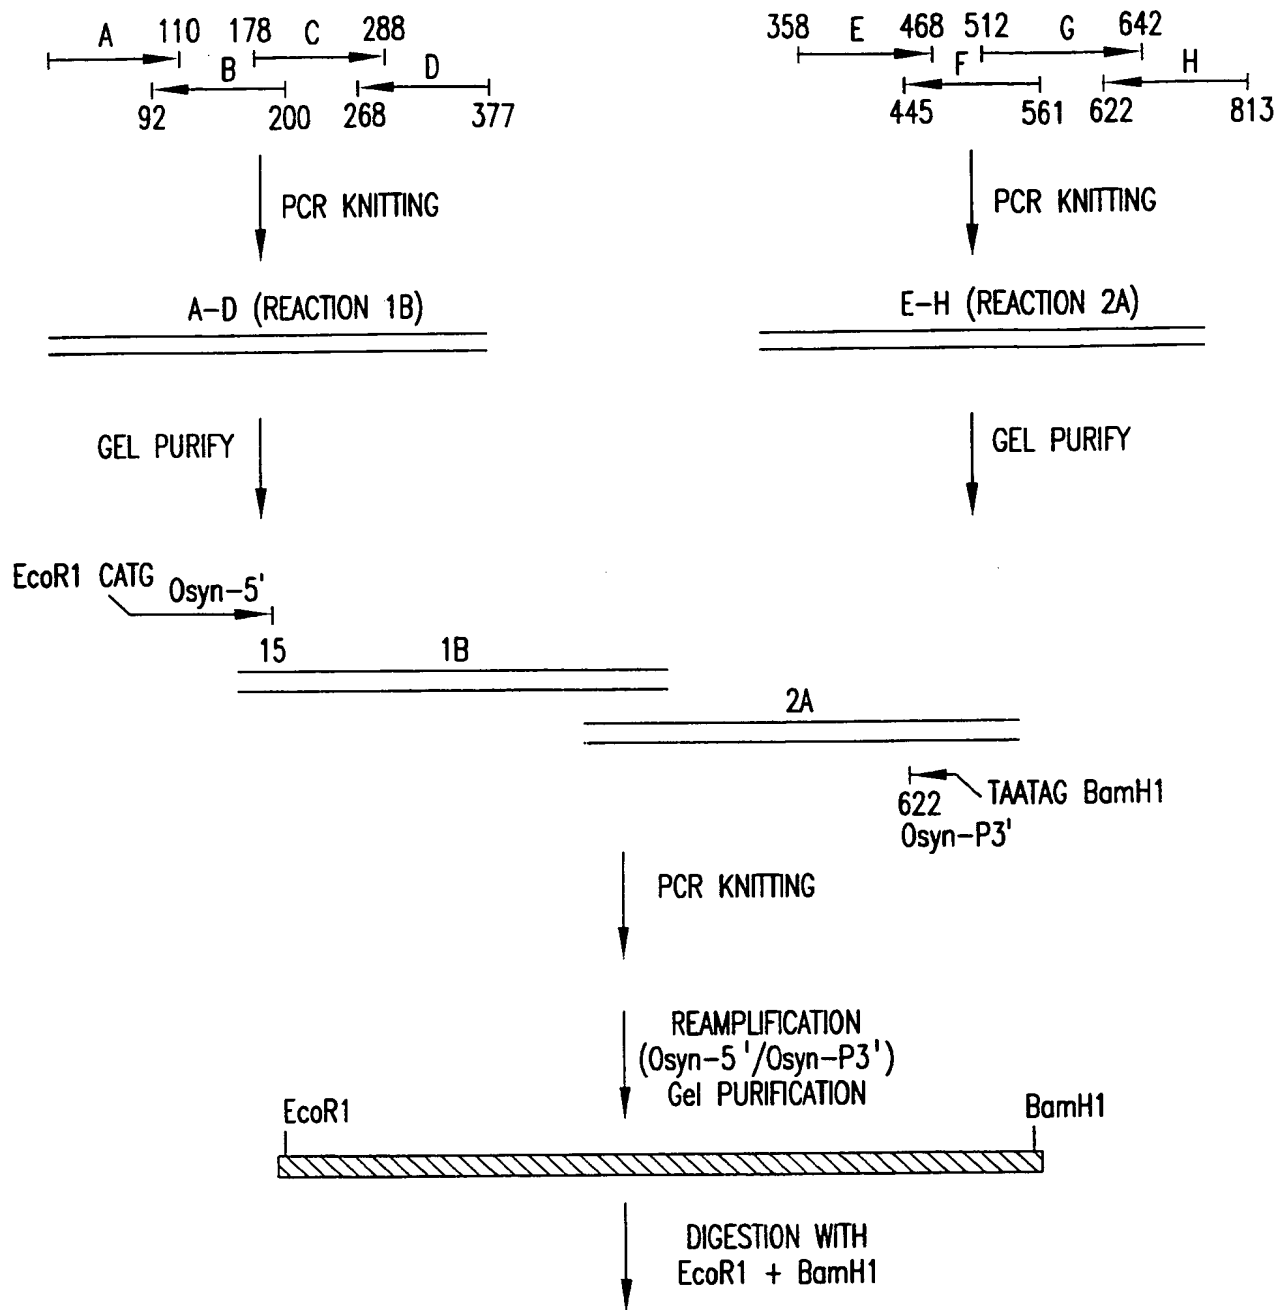 A 110 178 C 288
B D
92 200 268 377
358 E 468 512 G 642
F H
445 561 622 813
PCR KNITTING
PCR KNITTING
A-D (REACTION 1B)
E-H (REACTION 2A)
GEL PURIFY
GEL PURIFY
EcoR1 CATG Osyn-5'
15 1B
2A
622 TAATAG BamH1
Osyn-P3'
PCR KNITTING
REAMPLIFICATION
(Osyn-5'/Osyn-P3')
Gel PURIFICATION
EcoR1 BamH1
DIGESTION WITH
EcoR1 + BamH1